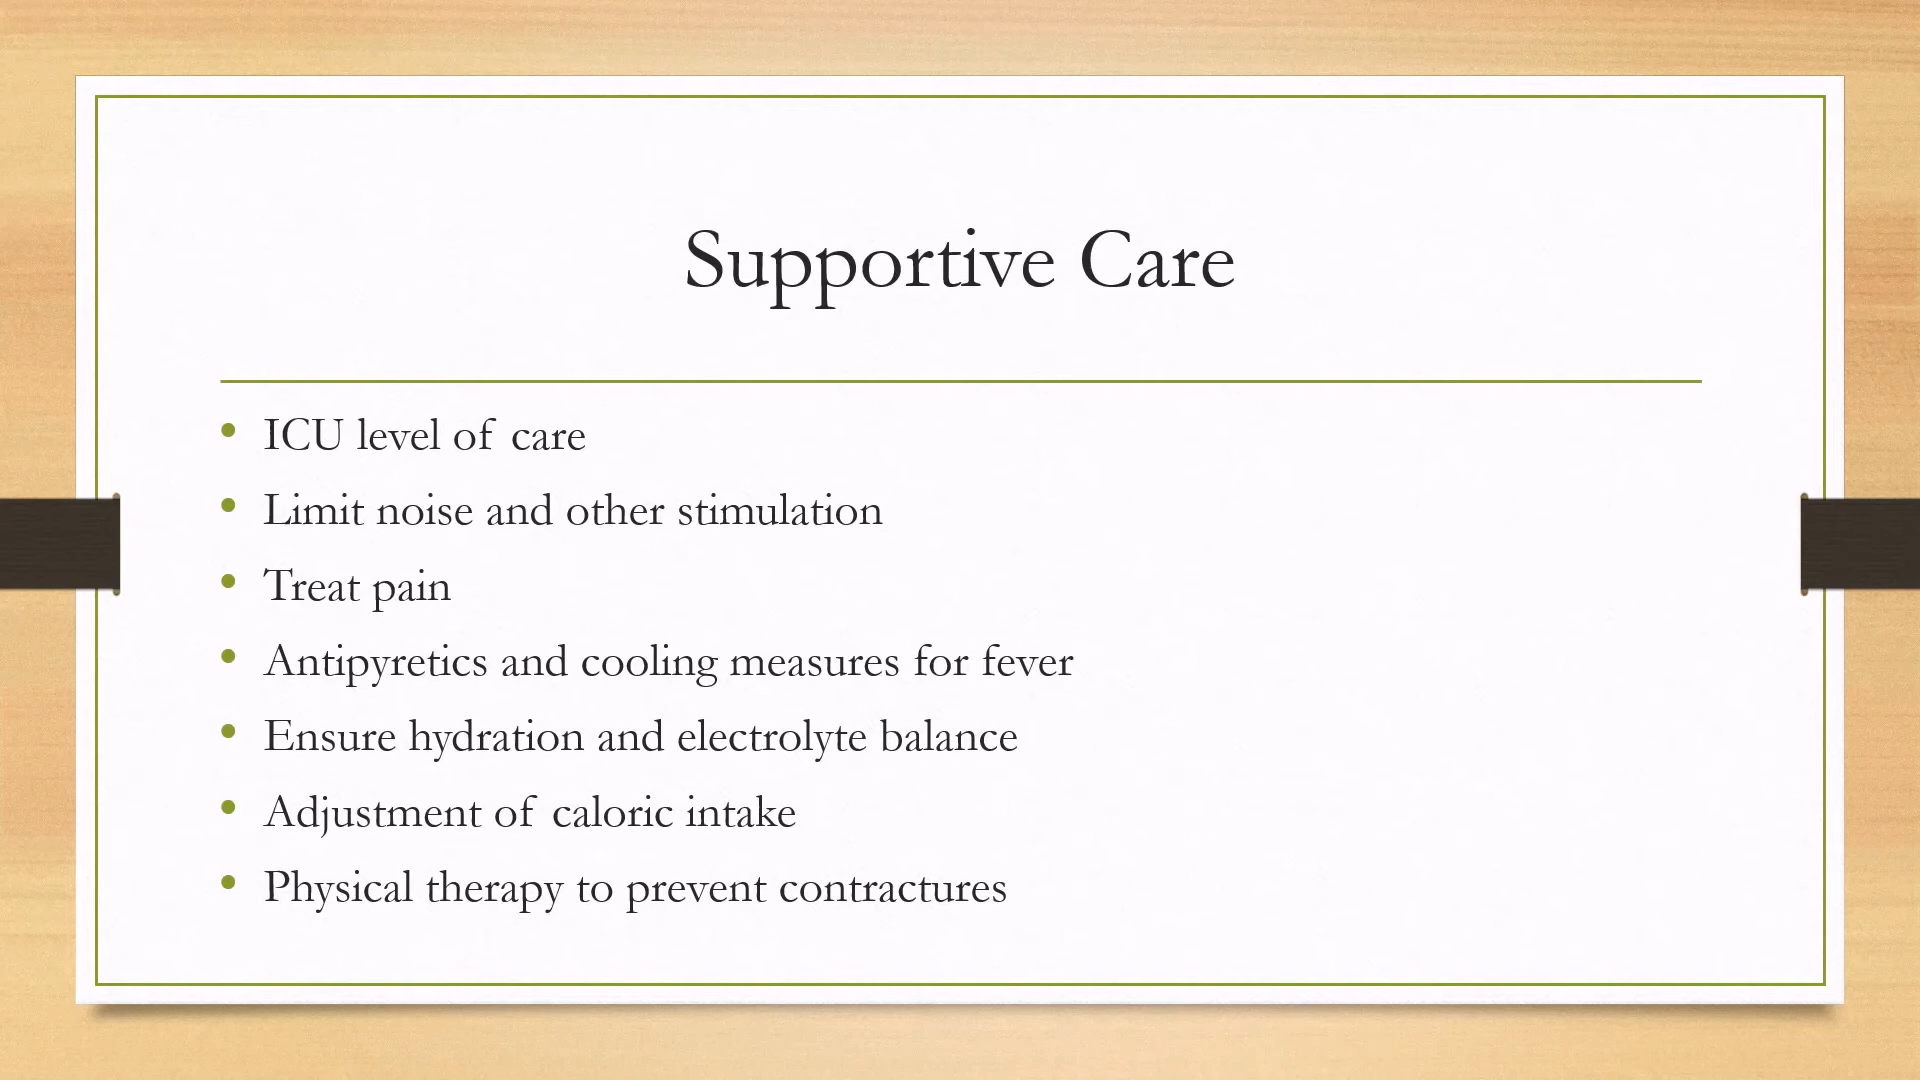 Supportive Care
• ICU level of care
• Limit noise and other stimulation
• Treat pain
• Antipyretics and cooling measures for fever
• Ensure hydration and electrolyte balance
• Adjustment of caloric intake
• Physical therapy to prevent contractures